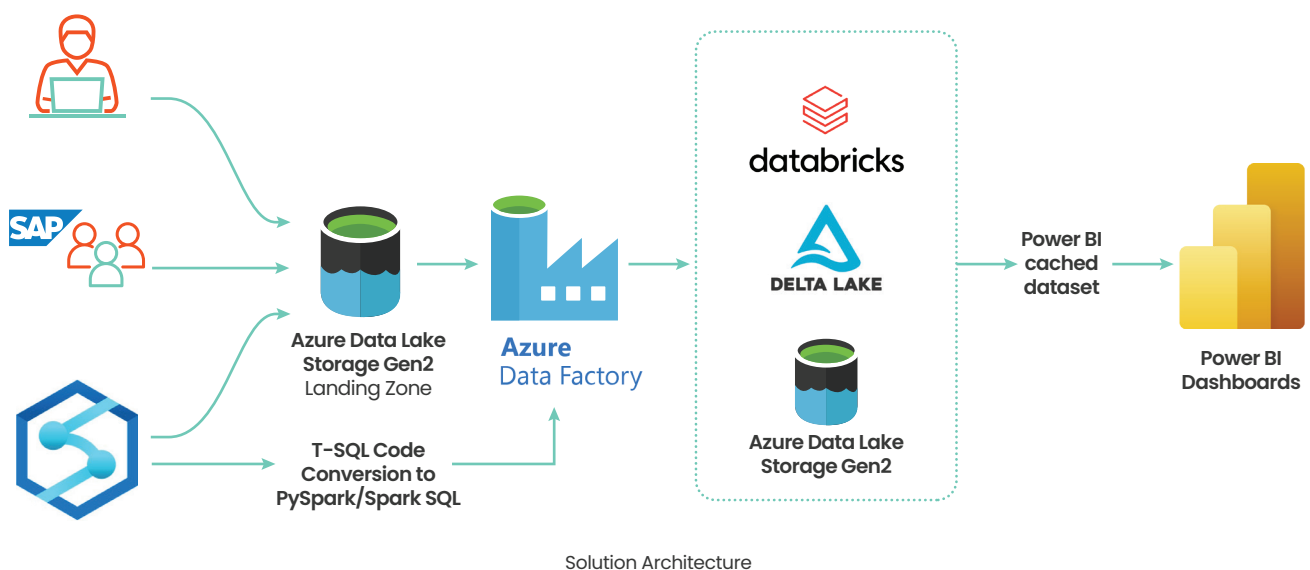 SAP
Azure Data Lake
Storage Gen2
Landing Zone
Azure
Data Factory
T-SQL Code
Conversion to
PySpark/Spark SQL
databricks
DELTA LAKE
Azure Data Lake
Storage Gen2
Power BI
cached
dataset
Power BI
Dashboards
Solution Architecture